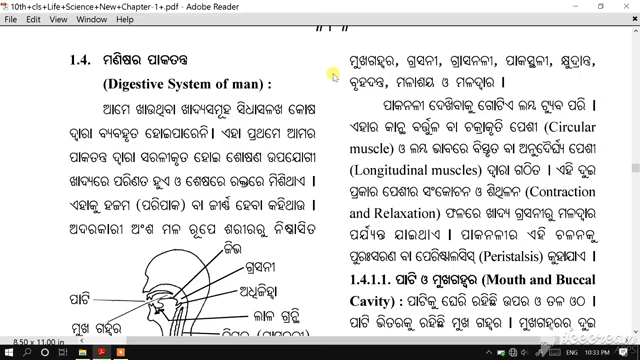 10th+cls+Life+Science+New+Chapter-1+.pdf - Adobe Reader
File Edit View Window Help
1.4. ମଣିଷର ପାକତନ୍ତ୍ର
(Digestive System of man) :
ଆମେ ଖାଉଥିବା ଖାଦ୍ୟସମୂହ ସିଧାସଳଖ କୋଷ
ଦ୍ୱାରା ବ୍ୟବହୃତ ହୋଇପାରେନି । ଏହା ପ୍ରଥମେ ଆମର
ପାକତନ୍ତ୍ର ଦ୍ୱାରା ସରଳୀକୃତ ହୋଇ ଶୋଷଣ ଉପଯୋଗୀ
ଖାଦ୍ୟରେ ପରିଣତ ହୁଏ ଓ ଶେଷରେ ରକ୍ତରେ ମିଶିଥାଏ ।
ଏହାକୁ ହଜମ (ପରିପାକ) ବା ଜୀର୍ଣ୍ଣ ହେବା କହିଥାଉ ।
ଅଦରକାରୀ ଅଂଶ ମଳ ରୂପେ ଶରୀରରୁ ନିଷ୍କାସିତ
ଜିଭ
ଗ୍ରସନୀ
ଅଧିଜିହ୍ୱା
ପାଟି
ଲାଳ ଗ୍ରନ୍ଥି
ମୁଖ ଗହ୍ୱର
ମୁଖଗହ୍ୱର, ଗ୍ରସନୀ, ଗ୍ରାସନଳୀ, ପାକସ୍ଥଳୀ, କ୍ଷୁଦ୍ରାନ୍ତ୍ର,
ବୃହଦନ୍ତ୍ର, ମଳାଶୟ ଓ ମଳଦ୍ୱାର ।
ପାକନଳୀ ଦେଖିବାକୁ ଗୋଟିଏ ଲମ୍ବ ଟ୍ୟୁବ ପରି ।
ଏହାର କାନ୍ଥ ବର୍ତ୍ତୁଳ ବା ଚକ୍ରାକୃତି ପେଶୀ (Circular
muscle) ଓ ଲମ୍ବ ଭାବରେ ବିସ୍ତୃତ ବା ଅନୁଦୈର୍ଘ୍ୟ ପେଶୀ
(Longitudinal muscles) ଦ୍ୱାରା ଗଠିତ । ଏହି ଦୁଇ
ପ୍ରକାର ପେଶୀର ସଂକୋଚନ ଓ ଶିଥିଳନ (Contraction
and Relaxation) ଫଳରେ ଖାଦ୍ୟ ଗ୍ରସନୀରୁ ମଳଦ୍ୱାର
ପର୍ଯ୍ୟନ୍ତ ଯାଇଥାଏ । ପାକନଳୀର ଏହି ଚଳନକୁ
ପୁରଃସରଣ ବା ପେରିଷ୍ଟାଲସିସ୍ (Peristalsis) କୁହାଯାଏ ।
1.4.1.1. ପାଟି ଓ ମୁଖଗହ୍ୱର (Mouth and Buccal
Cavity) : ପାଟିକୁ ଘେରି ରହିଛି ଉପର ଓ ତଳ ଓଠ ।
ପାଟି ଭିତରକୁ ରହିଛି ମୁଖ ଗହ୍ୱର । ମୁଖଗହ୍ୱରର ଦୁଇ
8.50 x 11.00 in
ENG 10:33 PM